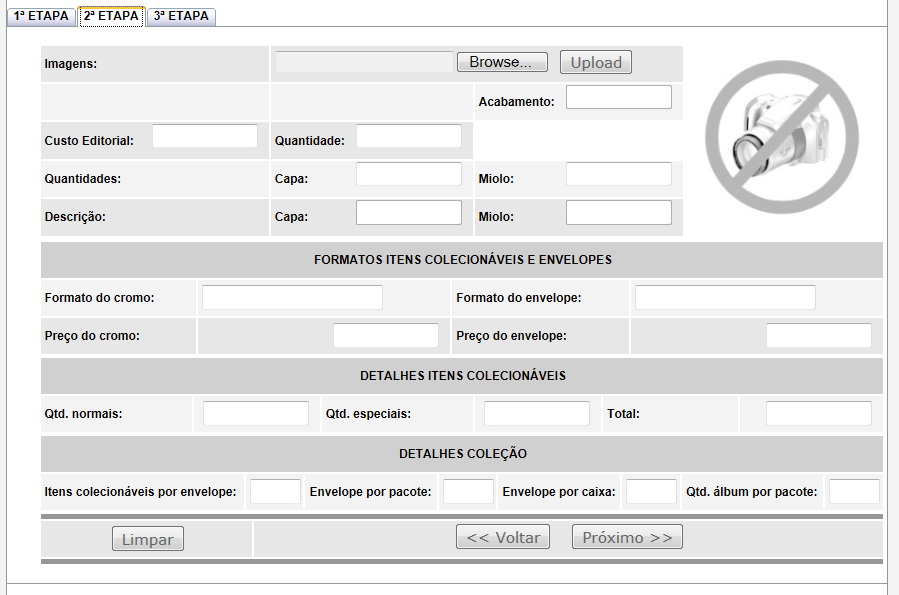 1ª ETAPA 2ª ETAPA 3ª ETAPA
Imagens: Browse... Upload
Acabamento:
Custo Editorial: Quantidade:
Quantidades: Capa: Miolo:
Descrição: Capa: Miolo:
FORMATOS ITENS COLECIONÁVEIS E ENVELOPES
Formato do cromo: Formato do envelope:
Preço do cromo: Preço do envelope:
DETALHES ITENS COLECIONÁVEIS
Qtd. normais: Qtd. especiais: Total:
DETALHES COLEÇÃO
Itens colecionáveis por envelope: Envelope por pacote: Envelope por caixa: Qtd. álbum por pacote:
Limpar << Voltar Próximo >>